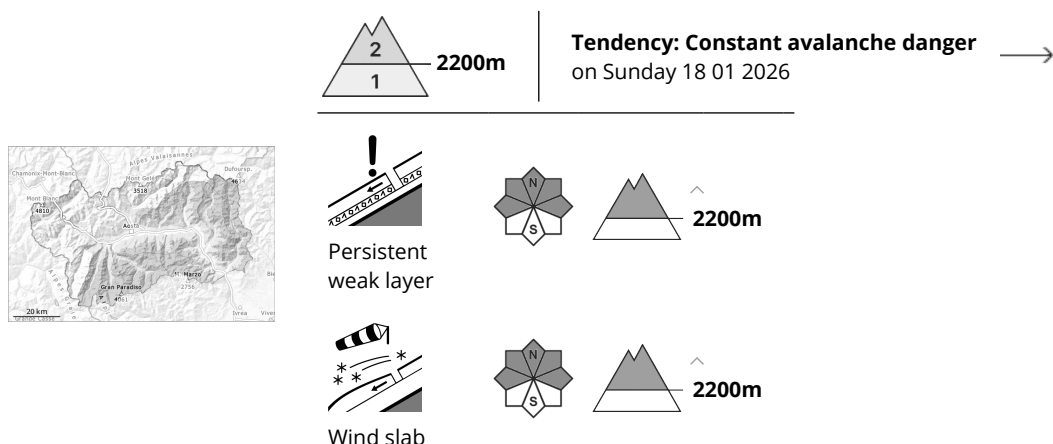 2
1
2200m
Tendency: Constant avalanche danger
on Sunday 18 01 2026
Alpes Valaisannes
Chamonix-Mont-Blanc
Mont Gelé
3518
Dufoursp.
Mont Blanc
4810
Aosta
Marzo
2756
Gran Paradiso
4061
20 km
Ivrea
N
S
2200m
Persistent
weak layer
N
S
2200m
Wind slab